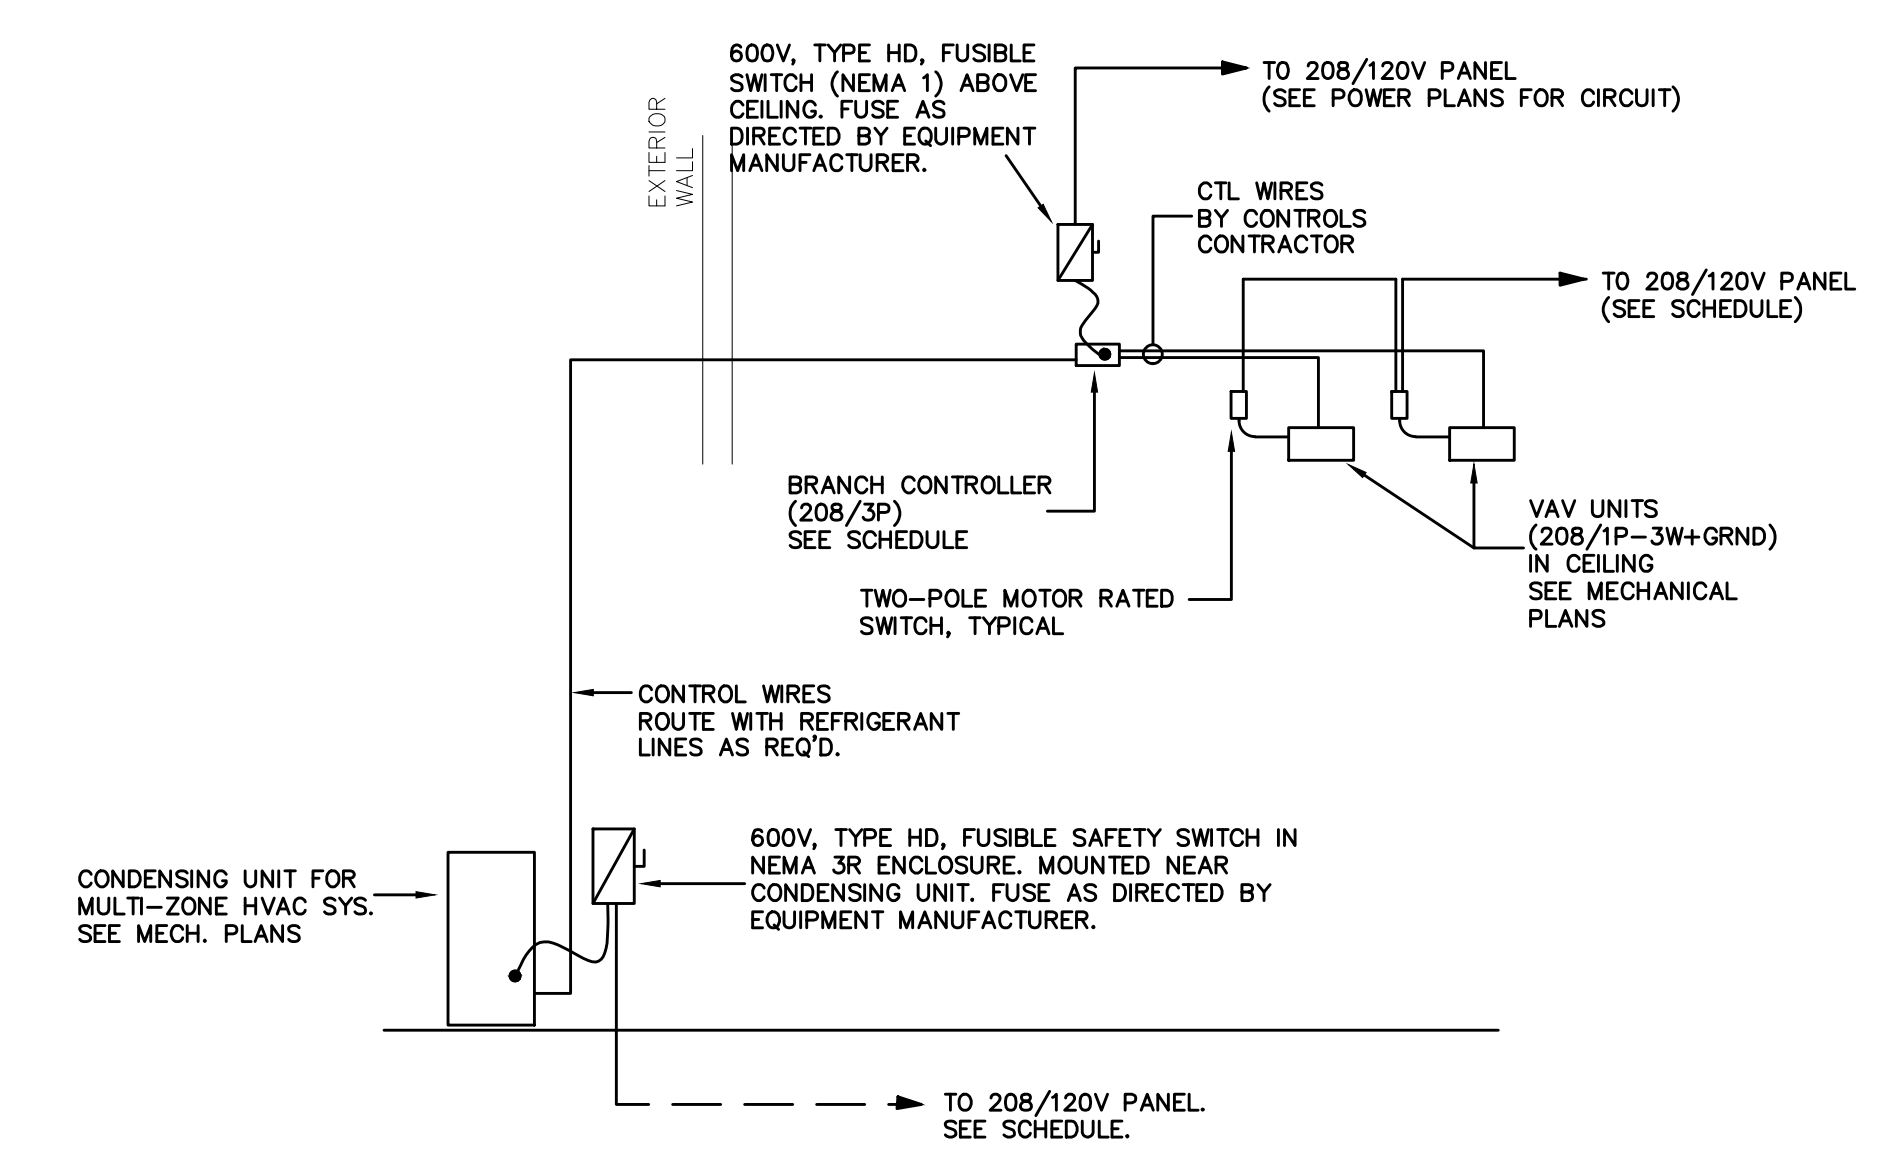 600V, TYPE HD, FUSIBLE
SWITCH (NEMA 1) ABOVE
CEILING. FUSE AS
DIRECTED BY EQUIPMENT
MANUFACTURER.
TO 208/120V PANEL
(SEE POWER PLANS FOR CIRCUIT)
EXTERIOR
WALL
CTL WIRES
BY CONTROLS
CONTRACTOR
TO 208/120V PANEL
(SEE SCHEDULE)
BRANCH CONTROLLER
(208/3P)
SEE SCHEDULE
VAV UNITS
(208/1P-3W+GRND)
IN CEILING
SEE MECHANICAL
PLANS
TWO-POLE MOTOR RATED
SWITCH, TYPICAL
CONTROL WIRES
ROUTE WITH REFRIGERANT
LINES AS REQ'D.
600V, TYPE HD, FUSIBLE SAFETY SWITCH IN
NEMA 3R ENCLOSURE. MOUNTED NEAR
CONDENSING UNIT. FUSE AS DIRECTED BY
EQUIPMENT MANUFACTURER.
CONDENSING UNIT FOR
MULTI-ZONE HVAC SYS.
SEE MECH. PLANS
TO 208/120V PANEL.
SEE SCHEDULE.